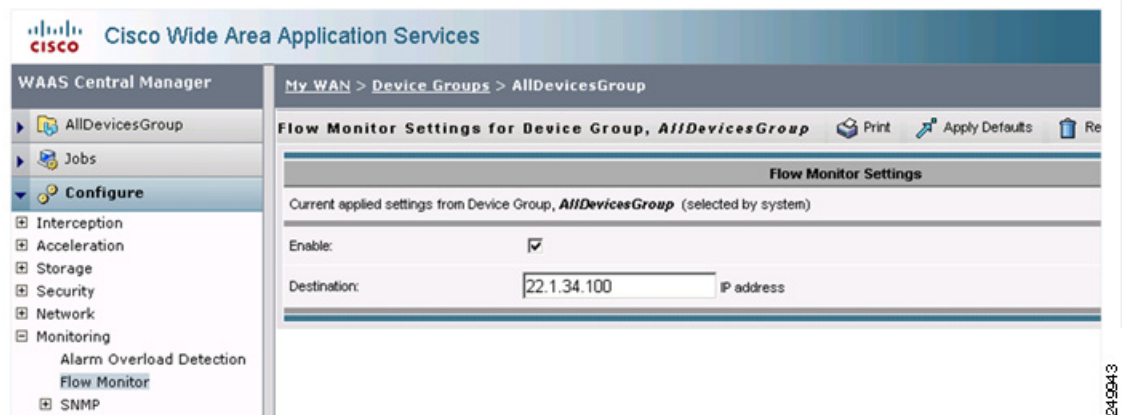 CISCO
Cisco Wide Area Application Services
WAAS Central Manager
My WAN > Device Groups > AllDevicesGroup
AllDevicesGroup
Jobs
Configure
Interception
Acceleration
Storage
Security
Network
Monitoring
Alarm Overload Detection
Flow Monitor
SNMP
Flow Monitor Settings for Device Group, AllDevicesGroup Print Apply Defaults Re
Flow Monitor Settings
Current applied settings from Device Group, AllDevicesGroup (selected by system)
Enable:
Destination: 22.1.34.100 IP address
249943